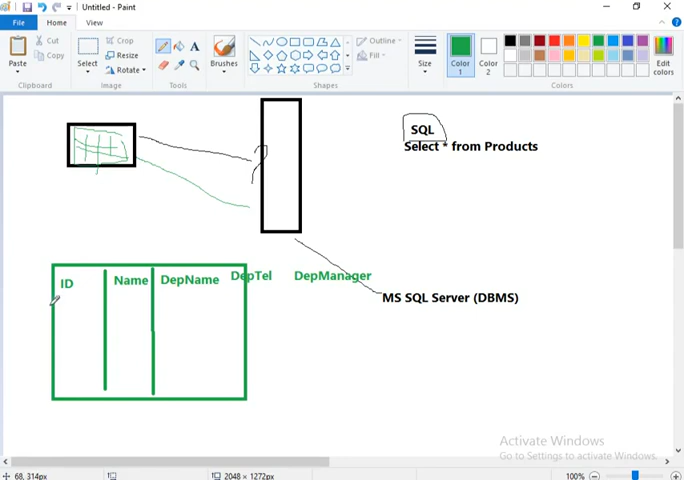 Untitled - Paint
File Home View
Paste
Cut
Copy
Clipboard
Select
Crop
Resize
Rotate
Image
A
Tools
Brushes
Outline
Fill
Shapes
Size
Color 1
Color 2
Edit colors
Colors
SQL
Select * from Products
ID Name DepName DepTel DepManager
MS SQL Server (DBMS)
Activate Windows
Go to Settings to activate Windows.
68, 314px
2048 × 1272px
100%